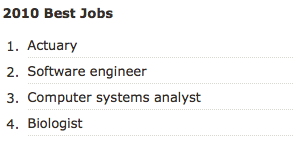 2010 Best Jobs
1. Actuary
2. Software engineer
3. Computer systems analyst
4. Biologist